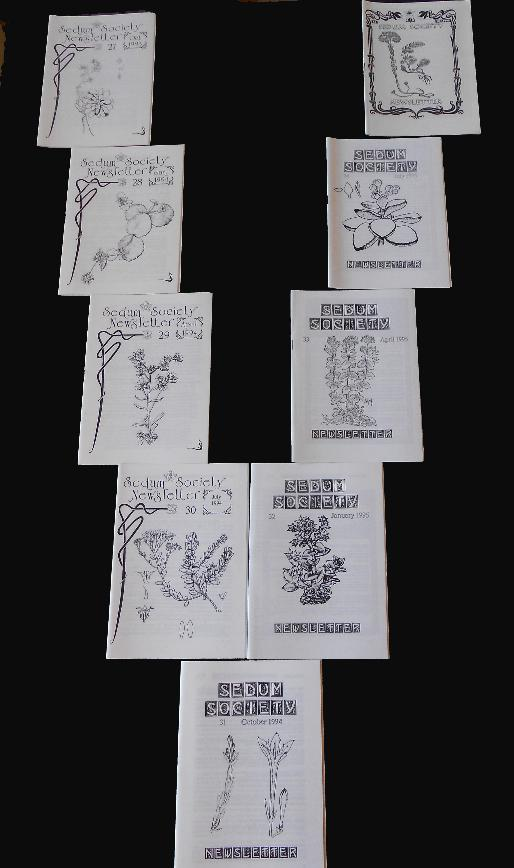 Sedum Society
Newsletter
27
Sedum Society
Newsletter
28
Sedum Society
Newsletter
29
Sedum Society
Newsletter
30
July
SEDUM SOCIETY
NEWSLETTER
SEDUM
SOCIETY
NEWSLETTER
SEDUM
SOCIETY
33 April 1995
NEWSLETTER
SEDUM
SOCIETY
32 January 1995
NEWSLETTER
SEDUM
SOCIETY
31 October 1994
NEWSLETTER